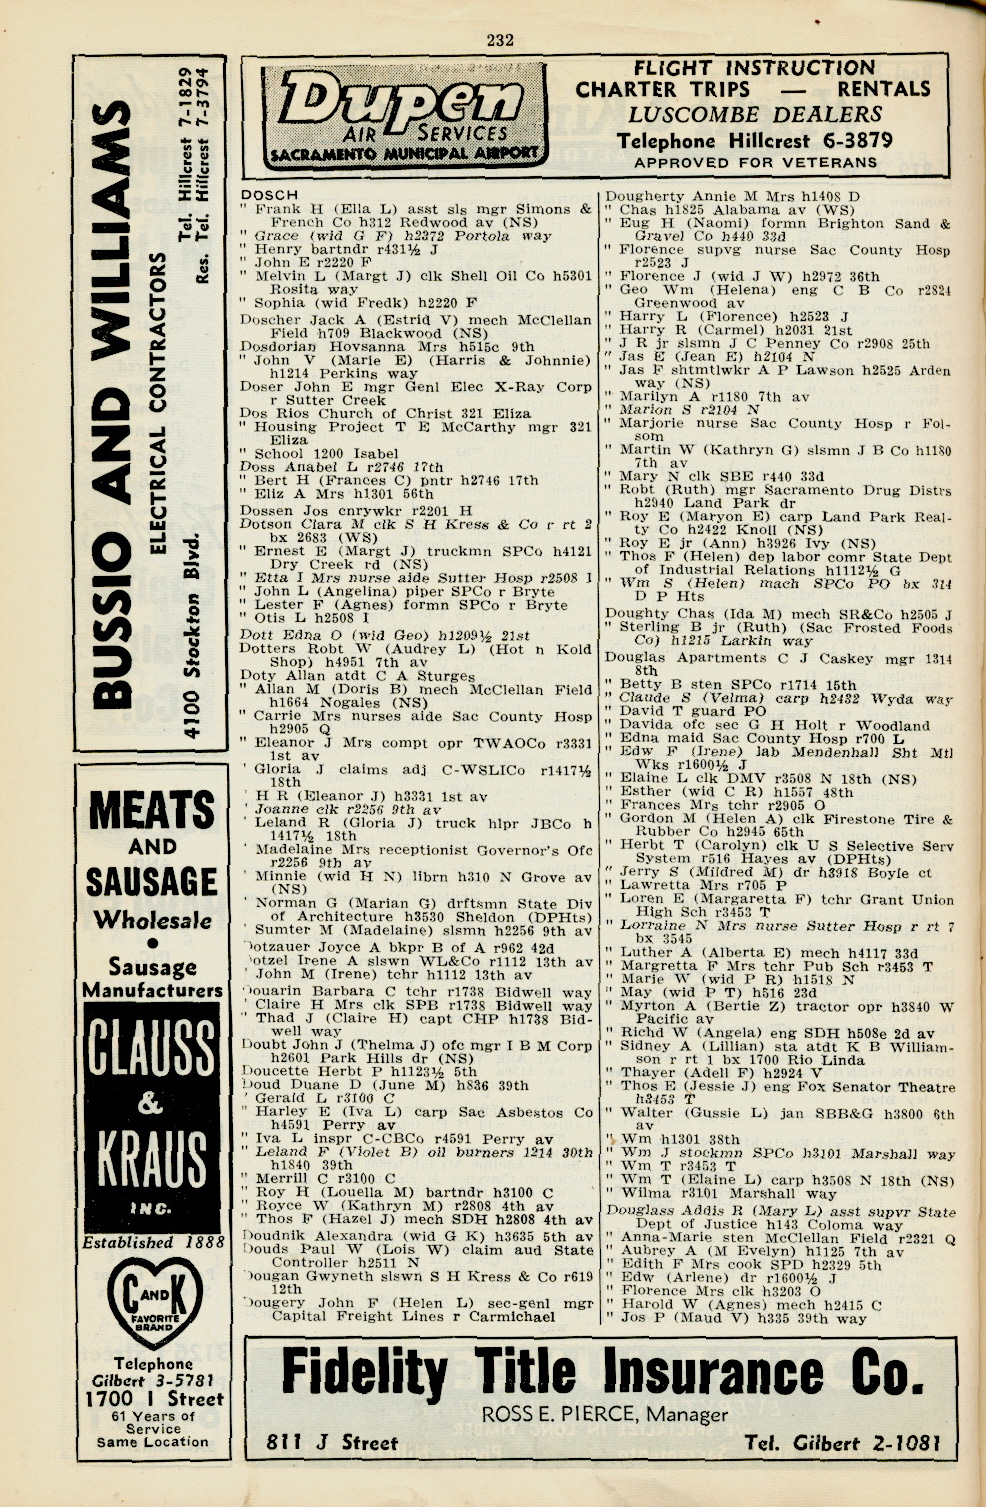 232
BUSSIO AND WILLIAMS
ELECTRICAL CONTRACTORS
4100 Stockton Blvd.
Tel. Hillcrest 7-1829
Res. Tel. Hillcrest 7-3794
MEATS
AND
SAUSAGE
Wholesale
•
Sausage
Manufacturers
CLAUSS
&
KRAUS
INC.
Established 1888
C AND K
FAVORITE
BRAND
Telephone
Gilbert 3-5781
1700 I Street
61 Years of
Service
Same Location
Dupen
AIR SERVICES
SACRAMENTO MUNICIPAL AIRPORT
FLIGHT INSTRUCTION
CHARTER TRIPS — RENTALS
LUSCOMBE DEALERS
Telephone Hillcrest 6-3879
APPROVED FOR VETERANS
DOSCH
" Frank H (Ella L) asst sls mgr Simons &
French Co h312 Redwood av (NS)
" Grace (wid G F) h2272 Portola way
" Henry bartndr r431½ J
" John E r2220 F
" Melvin L (Margt J) clk Shell Oil Co h5301
Rosita way
" Sophia (wid Fredk) h2220 F
Doscher Jack A (Estrid V) mech McClellan
Field h709 Blackwood (NS)
Dosdorian Hovsanna Mrs h515c 9th
" John V (Marie E) (Harris & Johnnie)
h1214 Perkins way
Doser John E mgr Genl Elec X-Ray Corp
r Sutter Creek
Dos Rios Church of Christ 321 Eliza
" Housing Project T E McCarthy mgr 321
Eliza
" School 1200 Isabel
Doss Anabel L r2746 17th
" Bert H (Frances C) pntr h2746 17th
" Eliz A Mrs h1301 56th
Dossen Jos cnrywkr r2201 H
Dotson Clara M clk S H Kress & Co r rt 2
bx 2683 (WS)
" Ernest E (Margt J) truckmn SPCo h4121
Dry Creek rd (NS)
" Etta I Mrs nurse aide Sutter Hosp r2508 I
" John L (Angelina) piper SPCo r Bryte
" Lester F (Agnes) formn SPCo r Bryte
" Otis L h2508 I
Dott Edna O (wid Geo) h1209½ 21st
Dotters Robt W (Audrey L) (Hot n Kold
Shop) h4951 7th av
Doty Allan atdt C A Sturges
" Allan M (Doris B) mech McClellan Field
h1664 Nogales (NS)
" Carrie Mrs nurses aide Sac County Hosp
h2905 Q
" Eleanor J Mrs compt opr TWAOCo r3331
1st av
' Gloria J claims adj C-WSLICo r1417½
18th
' H R (Eleanor J) h3331 1st av
' Joanne clk r2256 9th av
' Leland R (Gloria J) truck hlpr JBCo h
1417½ 18th
' Madelaine Mrs receptionist Governor's Ofc
r2256 9th av
' Minnie (wid H N) librn h310 N Grove av
(NS)
' Norman G (Marian G) drftsmn State Div
of Architecture h3530 Sheldon (DPHts)
' Sumter M (Madelaine) slsmn h2256 9th av
Dotzauer Joyce A bkpr B of A r962 42d
Dotzel Irene A slswn WL&Co r1112 13th av
' John M (Irene) tchr h1112 13th av
Douarin Barbara C tchr r1738 Bidwell way
' Claire H Mrs clk SPB r1738 Bidwell way
" Thad J (Claire H) capt CHP h1738 Bid-
well way
Doubt John J (Thelma J) ofc mgr I B M Corp
h2601 Park Hills dr (NS)
Doucette Herbt P h1123½ 5th
Doud Duane D (June M) h836 39th
' Gerald L r3100 C
" Harley E (Iva L) carp Sac Asbestos Co
h4591 Perry av
" Iva L inspr C-CBCo r4591 Perry av
" Leland F (Violet B) oil burners 1214 30th
h1840 39th
" Merrill C r3100 C
" Roy H (Louella M) bartndr h3100 C
" Royce W (Kathryn M) r2808 4th av
" Thos F (Hazel J) mech SDH h2808 4th av
Doudnik Alexandra (wid G K) h3635 5th av
Douds Paul W (Lois W) claim aud State
Controller h2511 N
Dougan Gwyneth slswn S H Kress & Co r619
12th
Dougery John F (Helen L) sec-genl mgr
Capital Freight Lines r Carmichael
Dougherty Annie M Mrs h1408 D
" Chas h1825 Alabama av (WS)
" Eug H (Naomi) formn Brighton Sand &
Gravel Co h440 33d
" Florence supvg nurse Sac County Hosp
r2523 J
" Florence J (wid J W) h2972 36th
" Geo Wm (Helena) eng C B Co r2824
Greenwood av
" Harry L (Florence) h2523 J
" Harry R (Carmel) h2031 21st
" J R jr slsmn J C Penney Co r2908 25th
" Jas E (Jean E) h2104 N
" Jas F shtmtlwkr A P Lawson h2525 Arden
way (NS)
" Marilyn A r1180 7th av
" Marion S r2104 N
" Marjorie nurse Sac County Hosp r Fol-
som
" Martin W (Kathryn G) slsmn J B Co h1180
7th av
" Mary N clk SBE r440 33d
" Robt (Ruth) mgr Sacramento Drug Distrs
h2940 Land Park dr
" Roy E (Maryon E) carp Land Park Real-
ty Co h2422 Knoll (NS)
" Roy E jr (Ann) h3926 Ivy (NS)
" Thos F (Helen) dep labor comr State Dept
of Industrial Relations h1112½ G
" Wm S (Helen) mach SPCo PO bx 314
D P Hts
Doughty Chas (Ida M) mech SR&Co h2505 J
" Sterling B jr (Ruth) (Sac Frosted Foods
Co) h1215 Larkin way
Douglas Apartments C J Caskey mgr 1314
8th
" Betty B sten SPCo r1714 15th
" Claude S (Velma) carp h2432 Wyda way
" David T guard PO
" Davida ofc sec G H Holt r Woodland
" Edna maid Sac County Hosp r700 L
" Edw F (Irene) lab Mendenhall Sht Mtl
Wks r1600½ J
" Elaine L clk DMV r3508 N 18th (NS)
" Esther (wid C R) h1557 48th
" Frances Mrs tchr r2905 O
" Gordon M (Helen A) clk Firestone Tire &
Rubber Co h2945 65th
" Herbt T (Carolyn) clk U S Selective Serv
System r516 Hayes av (DPHts)
" Jerry S (Mildred M) dr h3918 Boyle ct
" Lawretta Mrs r705 P
" Loren E (Margaretta F) tchr Grant Union
High Sch r3453 T
" Lorraine N Mrs nurse Sutter Hosp r rt 7
bx 3545
" Luther A (Alberta E) mech h4117 33d
" Margretta F Mrs tchr Pub Sch r3453 T
" Marie W (wid P R) h1518 N
" May (wid P T) h516 23d
" Myrton A (Bertie Z) tractor opr h3840 W
Pacific av
" Richd W (Angela) eng SDH h508e 2d av
" Sidney A (Lillian) sta atdt K B William-
son r rt 1 bx 1700 Rio Linda
" Thayer (Adell F) h2924 V
" Thos E (Jessie J) eng Fox Senator Theatre
h3453 T
" Walter (Gussie L) jan SBB&G h3800 6th
av
" Wm h1301 38th
" Wm J stockmn SPCo h3101 Marshall way
" Wm T r3453 T
" Wm T (Elaine L) carp h3508 N 18th (NS)
" Wilma r3101 Marshall way
Douglass Addis R (Mary L) asst supvr State
Dept of Justice h143 Coloma way
" Anna-Marie sten McClellan Field r2321 Q
" Aubrey A (M Evelyn) h1125 7th av
" Edith F Mrs cook SPD h2329 5th
" Edw (Arlene) dr r1600½ J
" Florence Mrs clk h3203 O
" Harold W (Agnes) mech h2415 C
" Jos P (Maud V) h335 39th way
Fidelity Title Insurance Co.
ROSS E. PIERCE, Manager
811 J Street Tel. Gilbert 2-1081